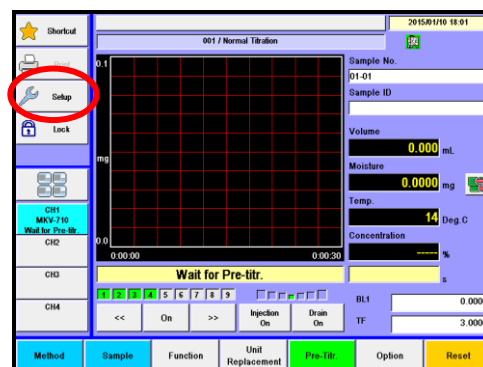 Shortcut
2015/01/10 18:01
001 / Normal Titration
Print
Setup
Lock
0.1
mg
0.0
0:00:00
0:00:30
Sample No.
01-01
Sample ID
Volume
0.000 mL
Moisture
0.0000 mg
Temp.
14 Deg.C
Concentration
----- %
s
CH1
MKV-710
Wait for Pre-titr.
CH2
CH3
CH4
Wait for Pre-titr.
1 2 3 4 5 6 7 8 9
<< On >> Injection On Drain On
BL1 0.000
TF 3.000
Method Sample Function Unit Replacement Pre-Titr. Option Reset